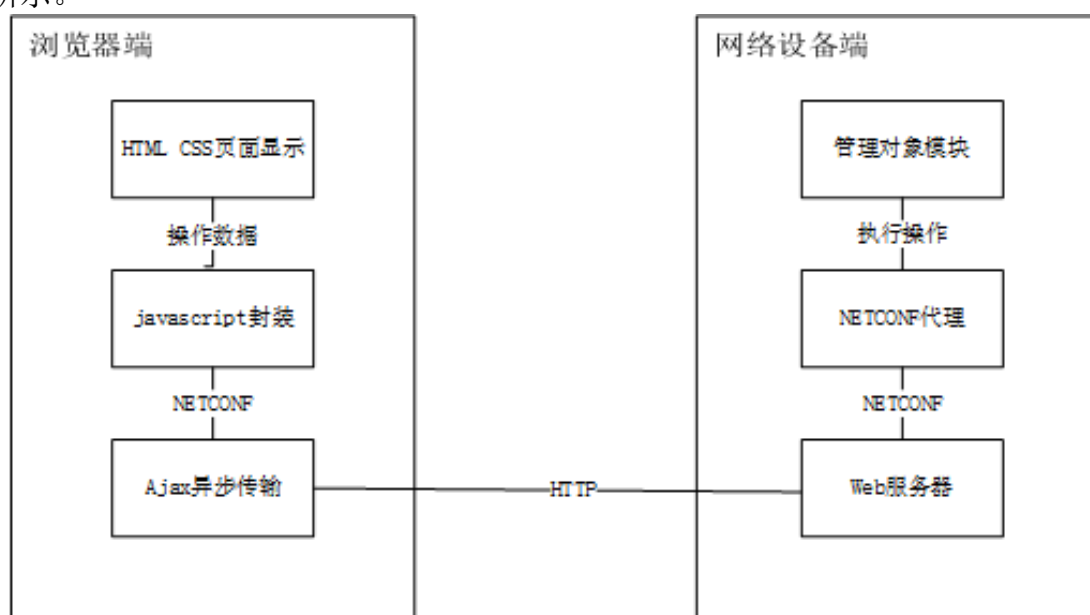 所示。
浏览器端
HTML CSS页面显示
操作数据
javascript封装
NETCONF
Ajax异步传输
HTTP
网络设备端
管理对象模块
执行操作
NETCONF代理
NETCONF
Web服务器